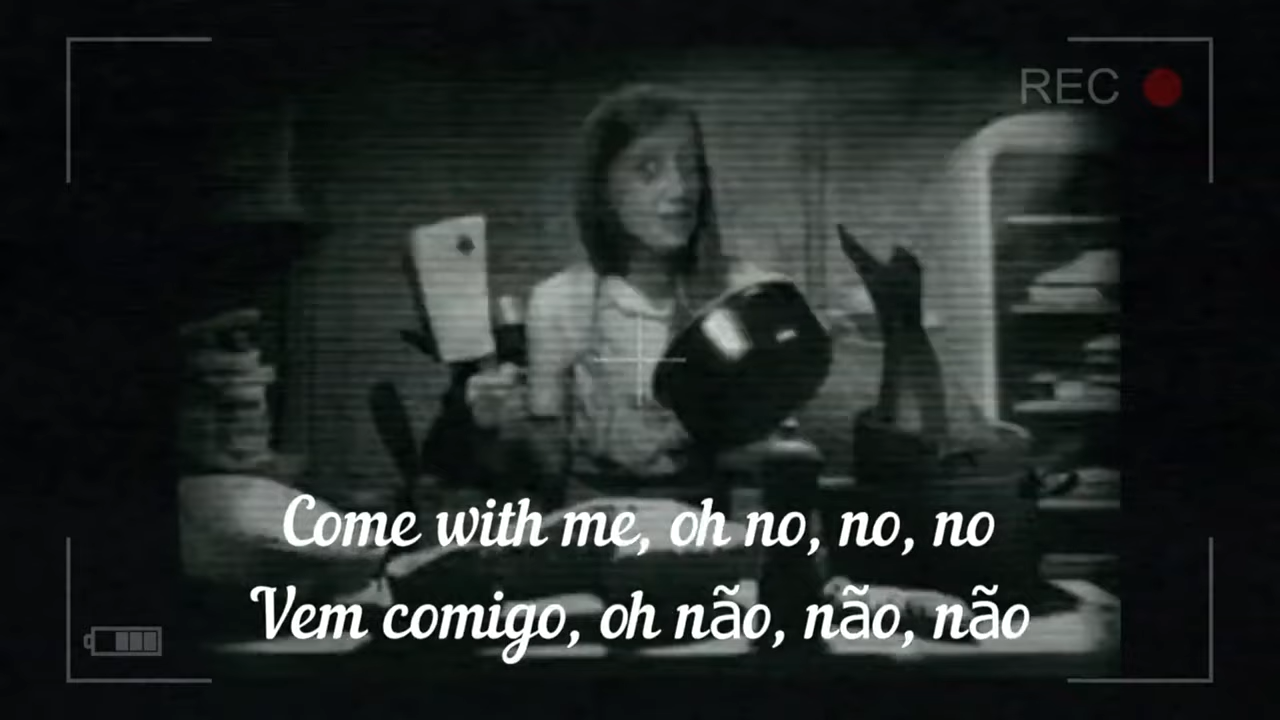 REC
Come with me, oh no, no, no
Vem comigo, oh não, não, não